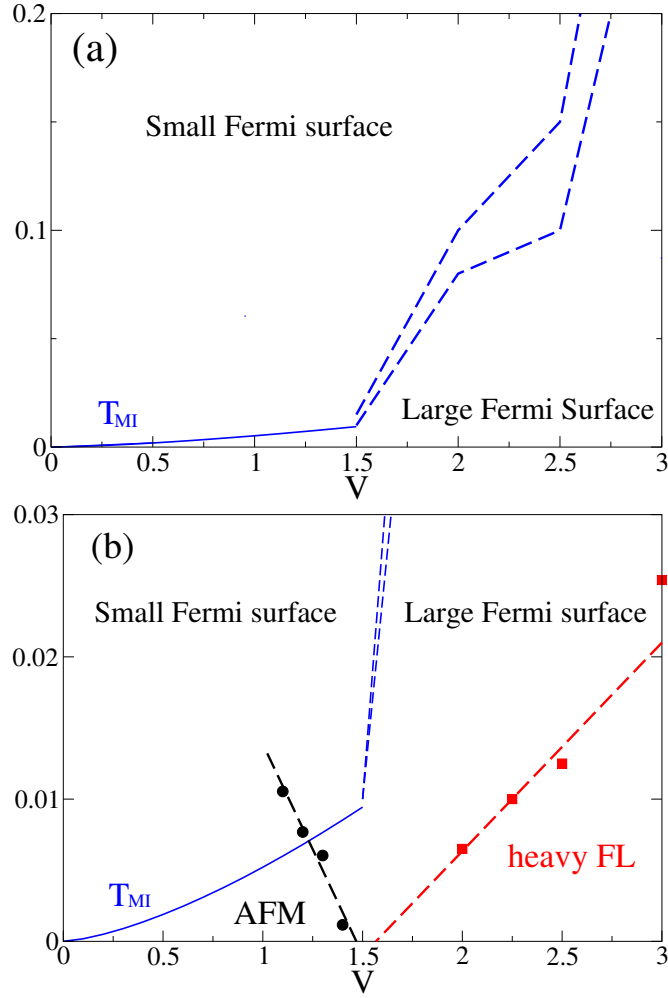 0.2
(a)
Small Fermi surface
0.1
T_MI
Large Fermi Surface
0
0 0.5 1 1.5 2 2.5 3
V
0.03
(b)
Small Fermi surface Large Fermi surface
0.02
0.01
heavy FL
T_MI
AFM
0
0 0.5 1 1.5 2 2.5 3
V